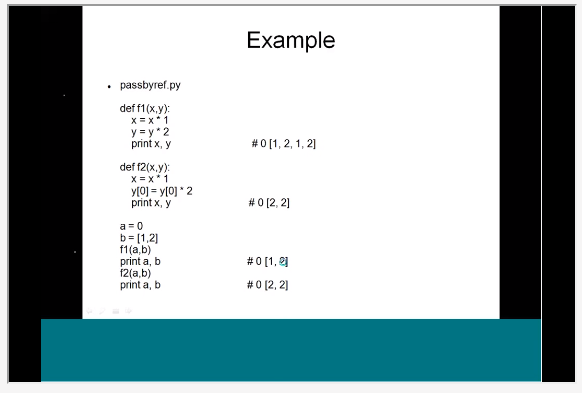 Example
• passbyref.py
def f1(x,y):
x = x * 1
y = y * 2
print x, y # 0 [1, 2, 1, 2]
def f2(x,y):
x = x * 1
y[0] = y[0] * 2
print x, y # 0 [2, 2]
a = 0
b = [1,2]
f1(a,b)
print a, b # 0 [1, 2]
f2(a,b)
print a, b # 0 [2, 2]